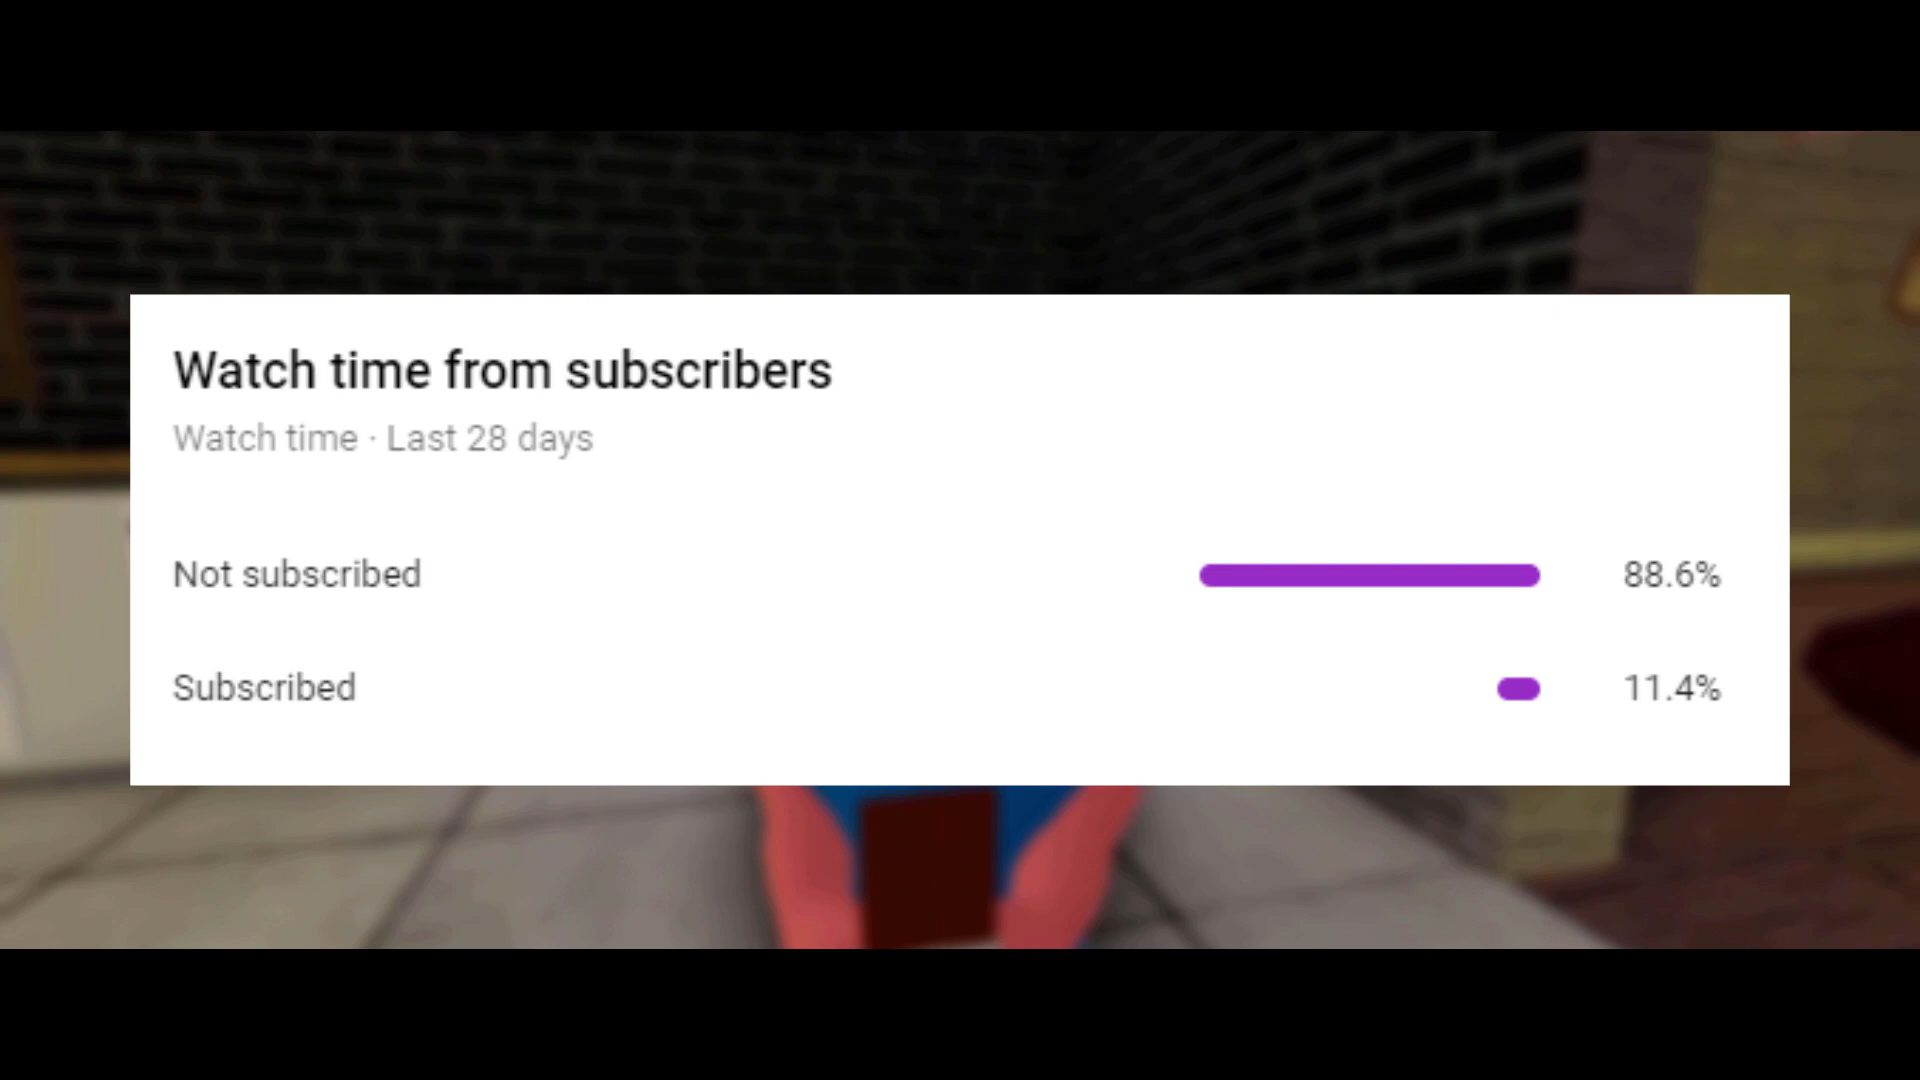 Watch time from subscribers
Watch time · Last 28 days
Not subscribed 88.6%
Subscribed 11.4%